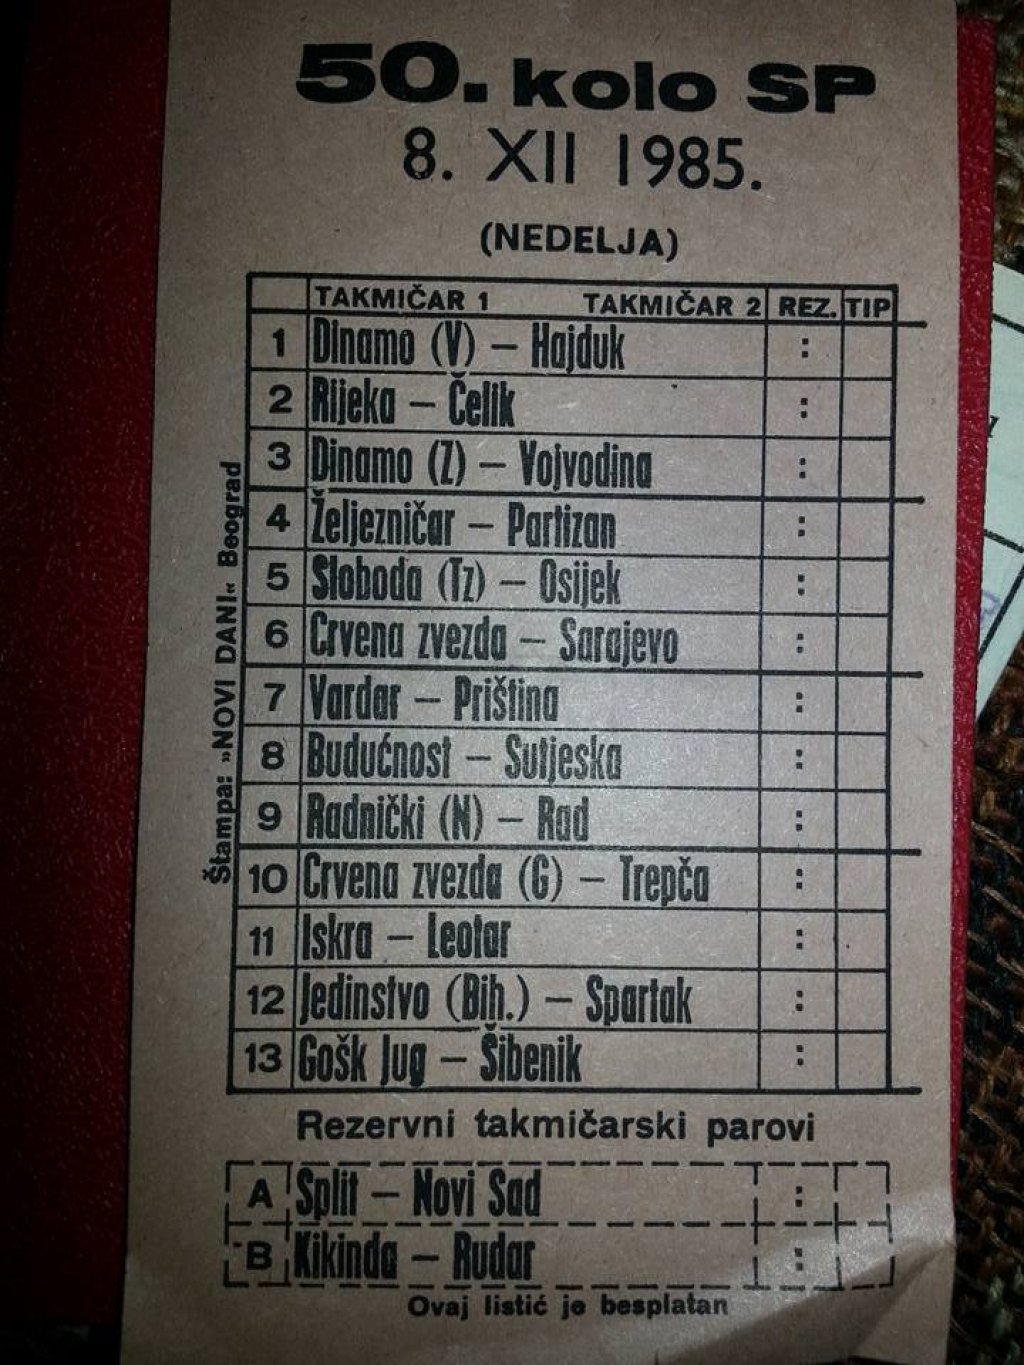 50. kolo SP
8. XII 1985.
(NEDELJA)
TAKMIČAR 1 TAKMIČAR 2 REZ. TIP
1 Dinamo (V) — Hajduk :
2 Rijeka — Čelik :
3 Dinamo (Z) — Vojvodina :
4 Željezničar — Partizan :
5 Sloboda (Tz) — Osijek :
6 Crvena zvezda — Sarajevo :
7 Vardar — Priština :
8 Budućnost — Sutjeska :
9 Radnički (N) — Rad :
10 Crvena zvezda (G) — Trepča :
11 Iskra — Leotar :
12 Jedinstvo (Bih.) — Spartak :
13 Gošk Jug — Šibenik :
Rezervni takmičarski parovi
A Split — Novi Sad :
B Kikinda — Rudar :
Ovaj listić je besplatan
Štampa: »NOVI DANI« Beograd